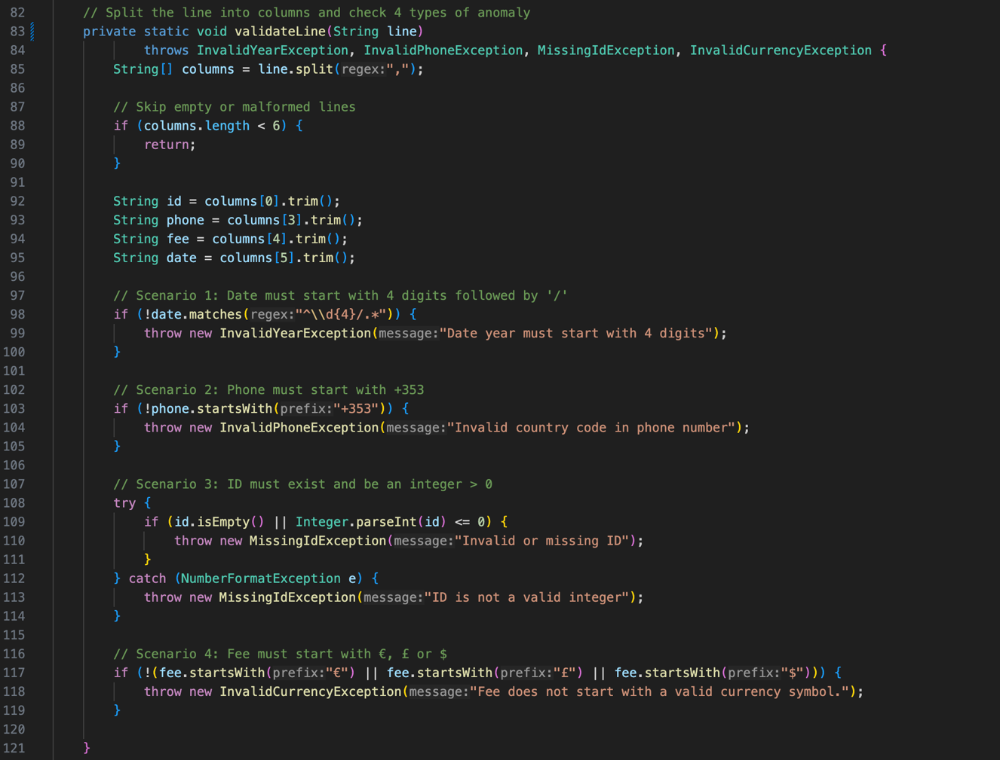 82 // Split the line into columns and check 4 types of anomaly
83 private static void validateLine(String line)
84 throws InvalidYearException, InvalidPhoneException, MissingIdException, InvalidCurrencyException {
85 String[] columns = line.split(regex:",");
86
87 // Skip empty or malformed lines
88 if (columns.length < 6) {
89 return;
90 }
91
92 String id = columns[0].trim();
93 String phone = columns[3].trim();
94 String fee = columns[4].trim();
95 String date = columns[5].trim();
96
97 // Scenario 1: Date must start with 4 digits followed by '/'
98 if (!date.matches(regex:"^\\d{4}/.*")) {
99 throw new InvalidYearException(message:"Date year must start with 4 digits");
100 }
101
102 // Scenario 2: Phone must start with +353
103 if (!phone.startsWith(prefix:"+353")) {
104 throw new InvalidPhoneException(message:"Invalid country code in phone number");
105 }
106
107 // Scenario 3: ID must exist and be an integer > 0
108 try {
109 if (id.isEmpty() || Integer.parseInt(id) <= 0) {
110 throw new MissingIdException(message:"Invalid or missing ID");
111 }
112 } catch (NumberFormatException e) {
113 throw new MissingIdException(message:"ID is not a valid integer");
114 }
115
116 // Scenario 4: Fee must start with €, £ or $
117 if (!(fee.startsWith(prefix:"€") || fee.startsWith(prefix:"£") || fee.startsWith(prefix:"$"))) {
118 throw new InvalidCurrencyException(message:"Fee does not start with a valid currency symbol.");
119 }
120
121 }